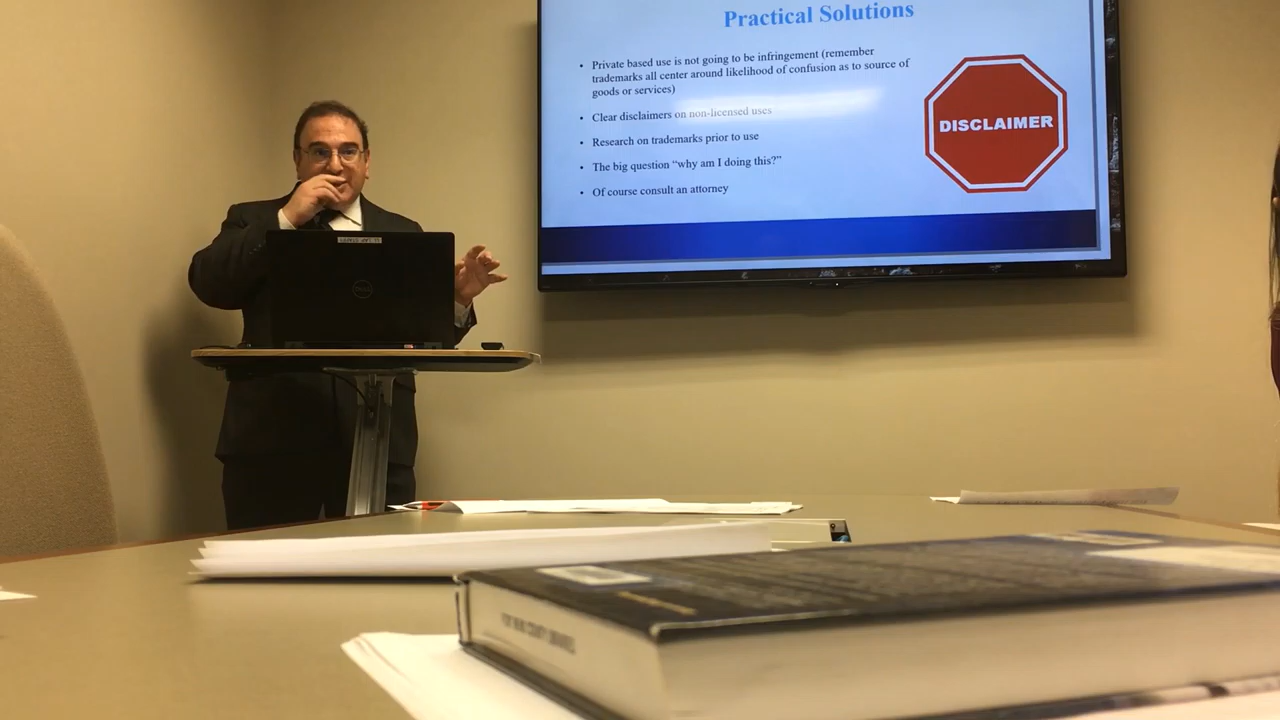 Practical Solutions
• Private based use is not going to be infringement (remember
trademarks all center around likelihood of confusion as to source of
goods or services)
• Clear disclaimers on non-licensed uses
• Research on trademarks prior to use
• The big question “why am I doing this?”
• Of course consult an attorney
DISCLAIMER
DELL